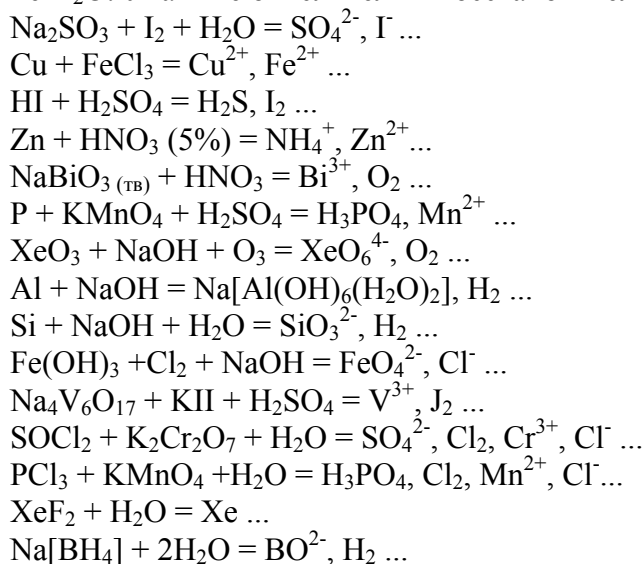 Na₂SO₃ + I₂ + H₂O = SO₄²⁻, I⁻ ...
Cu + FeCl₃ = Cu²⁺, Fe²⁺ ...
HI + H₂SO₄ = H₂S, I₂ ...
Zn + HNO₃ (5%) = NH₄⁺, Zn²⁺...
NaBiO₃ (тв) + HNO₃ = Bi³⁺, O₂ ...
P + KMnO₄ + H₂SO₄ = H₃PO₄, Mn²⁺ ...
XeO₃ + NaOH + O₃ = XeO₆⁴⁻, O₂ ...
Al + NaOH = Na[Al(OH)₆(H₂O)₂], H₂ ...
Si + NaOH + H₂O = SiO₃²⁻, H₂ ...
Fe(OH)₃ +Cl₂ + NaOH = FeO₄²⁻, Cl⁻ ...
Na₄V₆O₁₇ + KII + H₂SO₄ = V³⁺, J₂ ...
SOCl₂ + K₂Cr₂O₇ + H₂O = SO₄²⁻, Cl₂, Cr³⁺, Cl⁻ ...
PCl₃ + KMnO₄ +H₂O = H₃PO₄, Cl₂, Mn²⁺, Cl⁻...
XeF₂ + H₂O = Xe ...
Na[BH₄] + 2H₂O = BO²⁻, H₂ ...